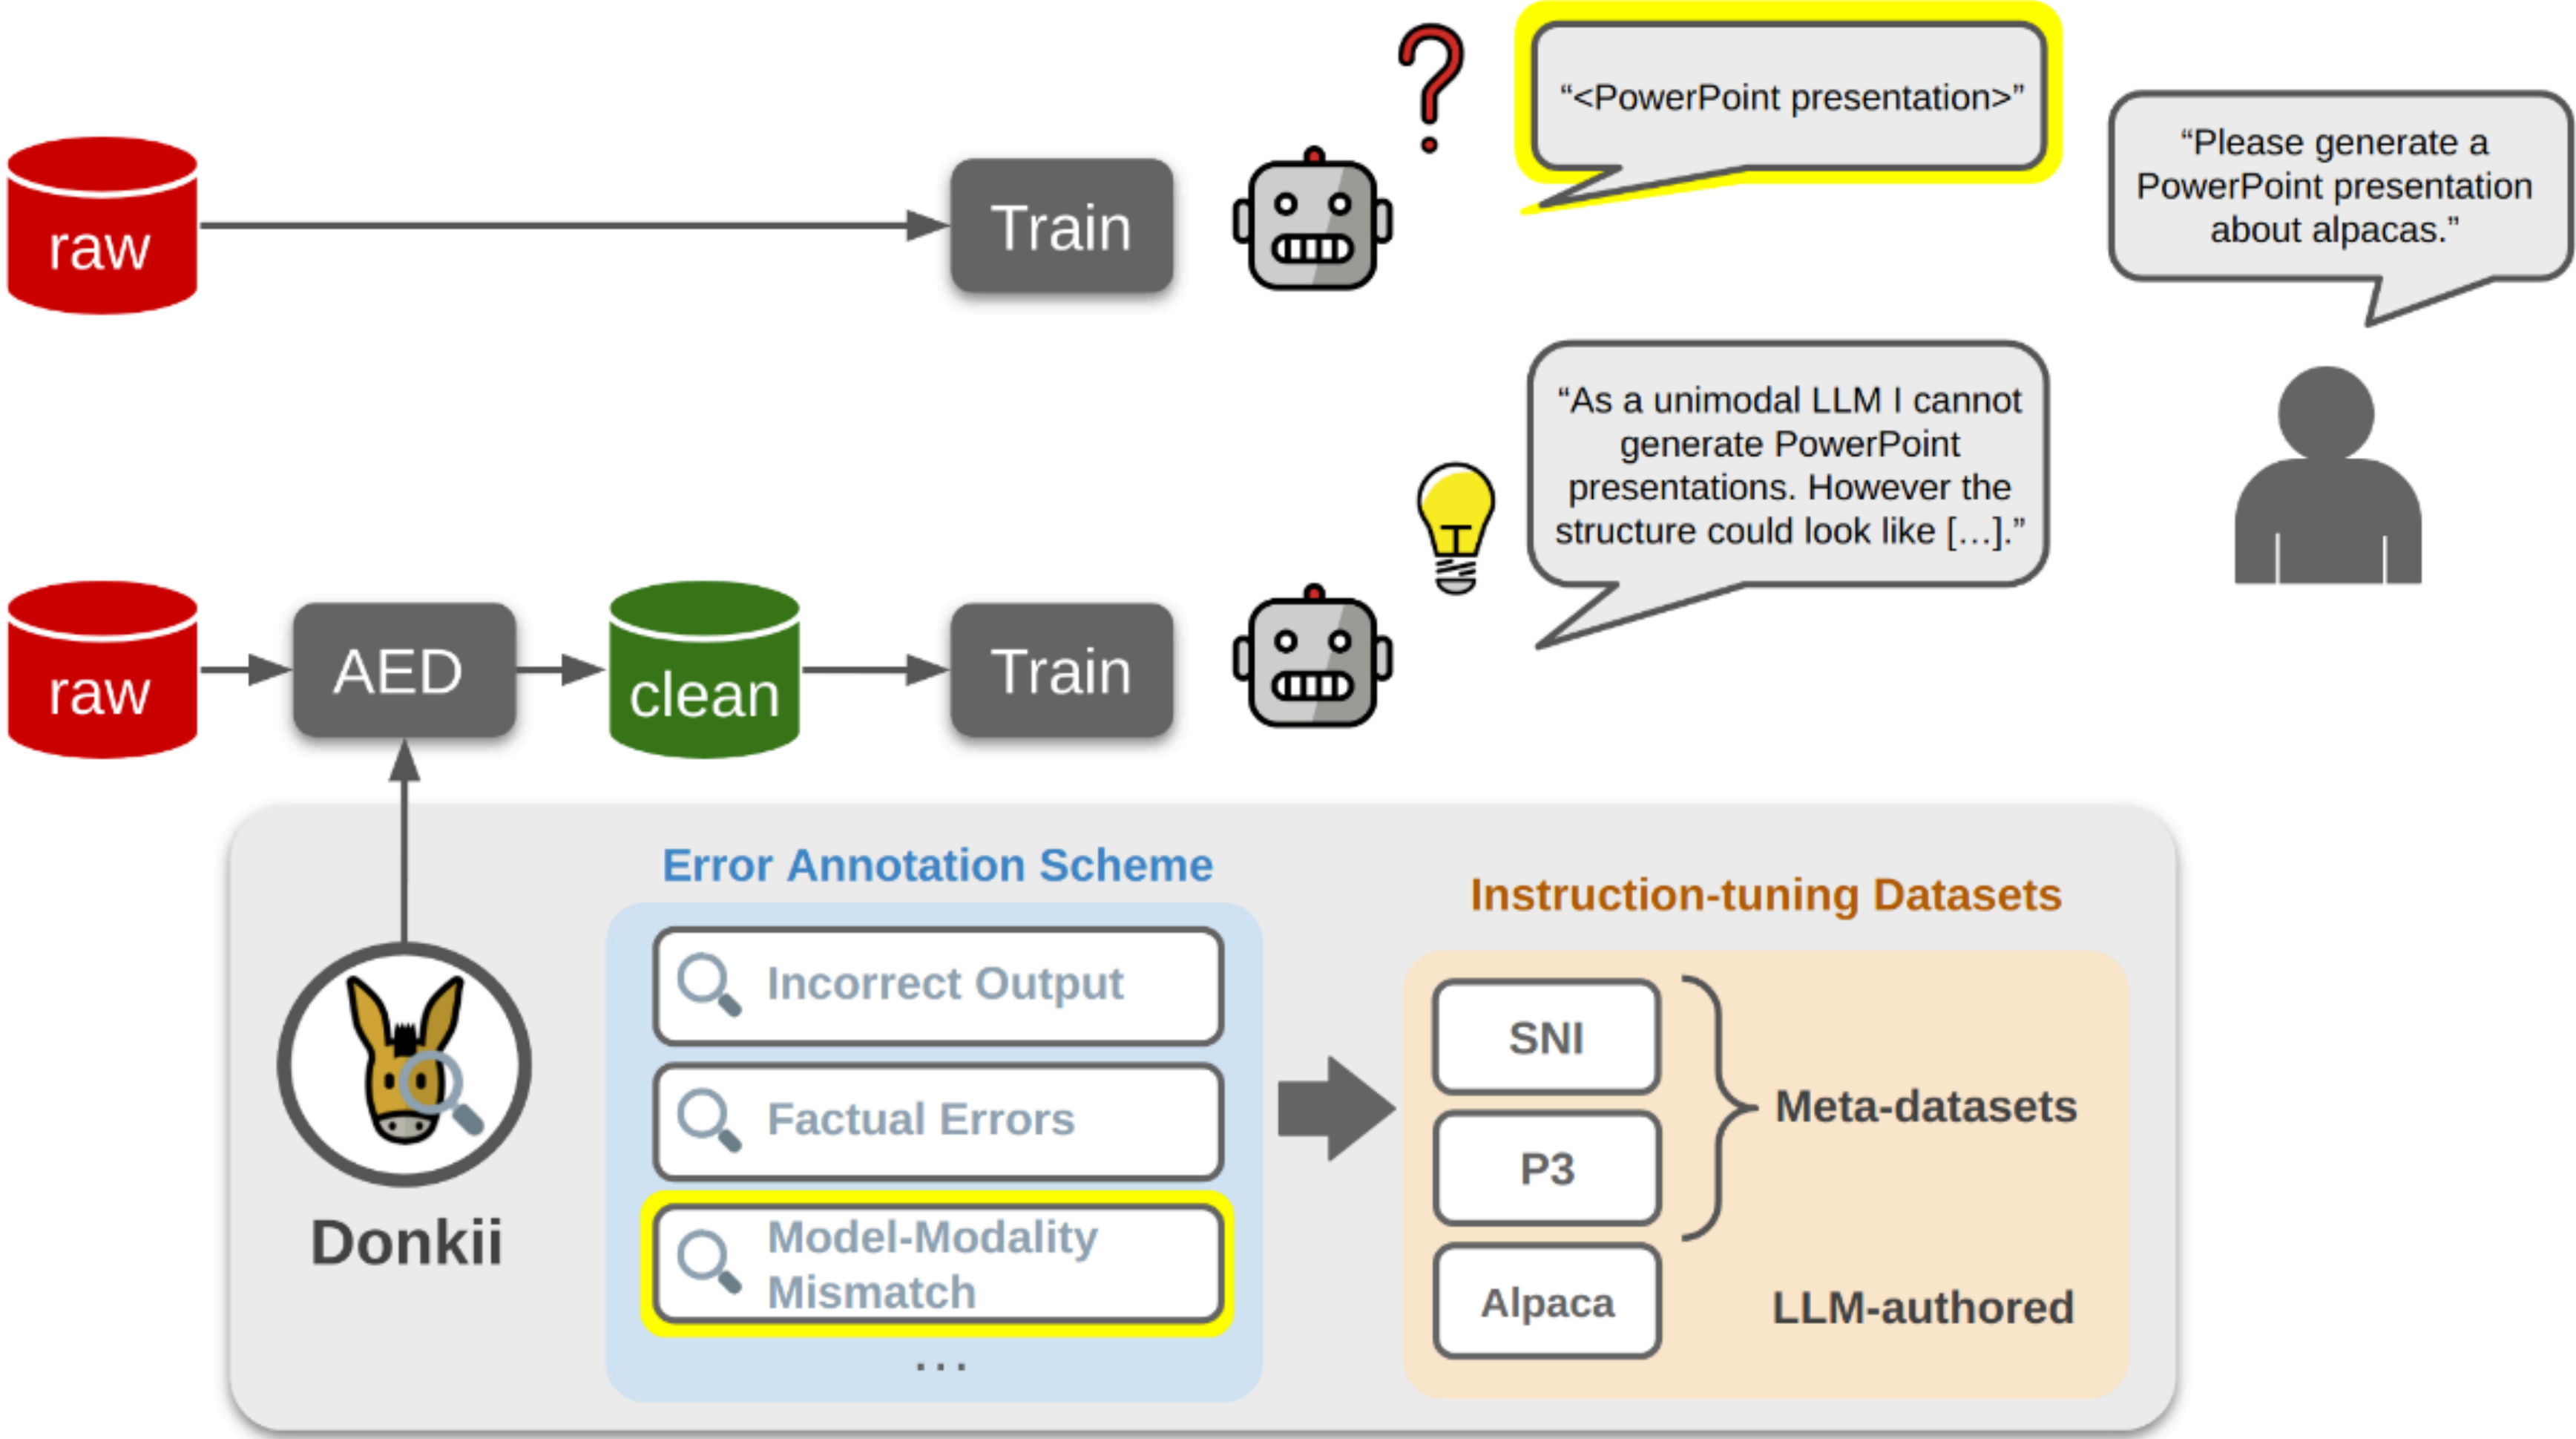 “<PowerPoint presentation>”
“Please generate a
PowerPoint presentation
about alpacas.”
raw
Train
“As a unimodal LLM I cannot
generate PowerPoint
presentations. However the
structure could look like […].”
raw
AED
clean
Train
Donkii
Error Annotation Scheme
Incorrect Output
Factual Errors
Model-Modality
Mismatch
...
Instruction-tuning Datasets
SNI
P3
Meta-datasets
Alpaca
LLM-authored